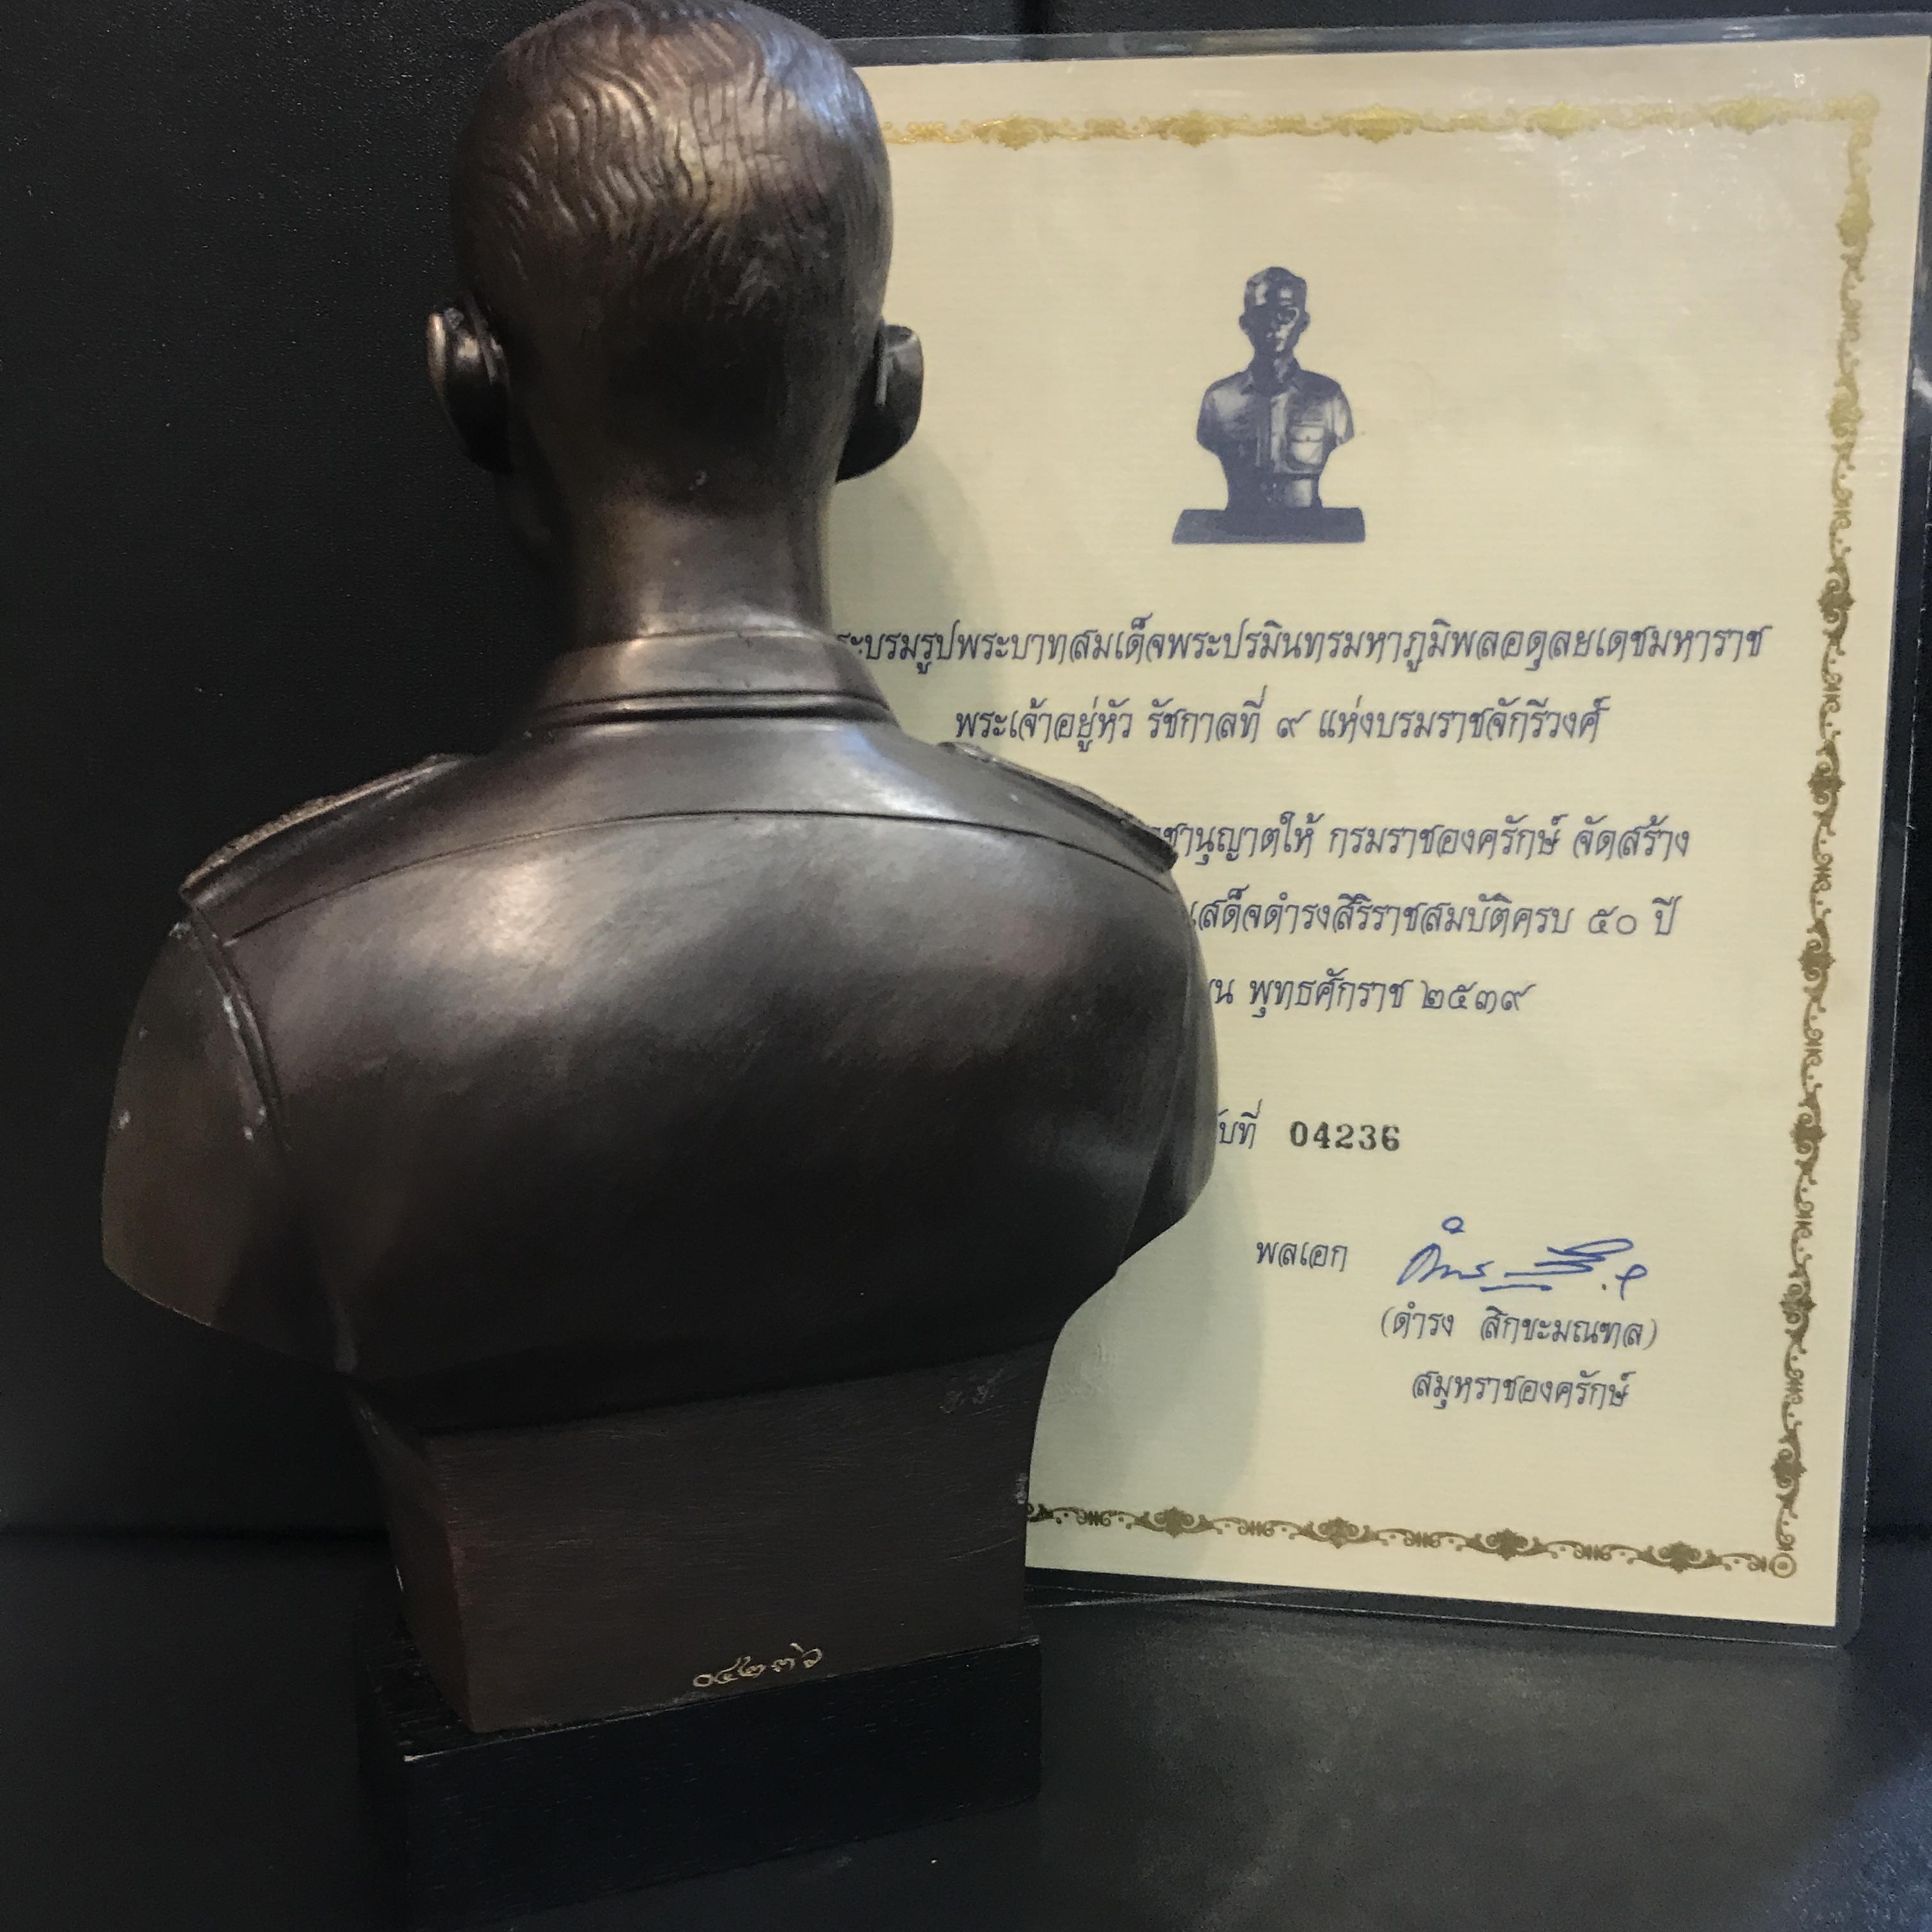 ระบรมรูปพระบาทสมเด็จพระปรมินทรมหาภูมิพลอดุลยเดชมหาราช
พระเจ้าอยู่หัว รัชกาลที่ ๙ แห่งบรมราชจักรีวงศ์
ชานุญาตให้ กรมราชองครักษ์ จัดสร้าง
เสด็จดำรงสิริราชสมบัติครบ ๕๐ ปี
ยน พุทธศักราช ๒๕๓๙
บที่ 04236
พลเอก
(ดำรง สิกขะมณฑล)
สมุหราชองครักษ์
๐๔๒๓๖